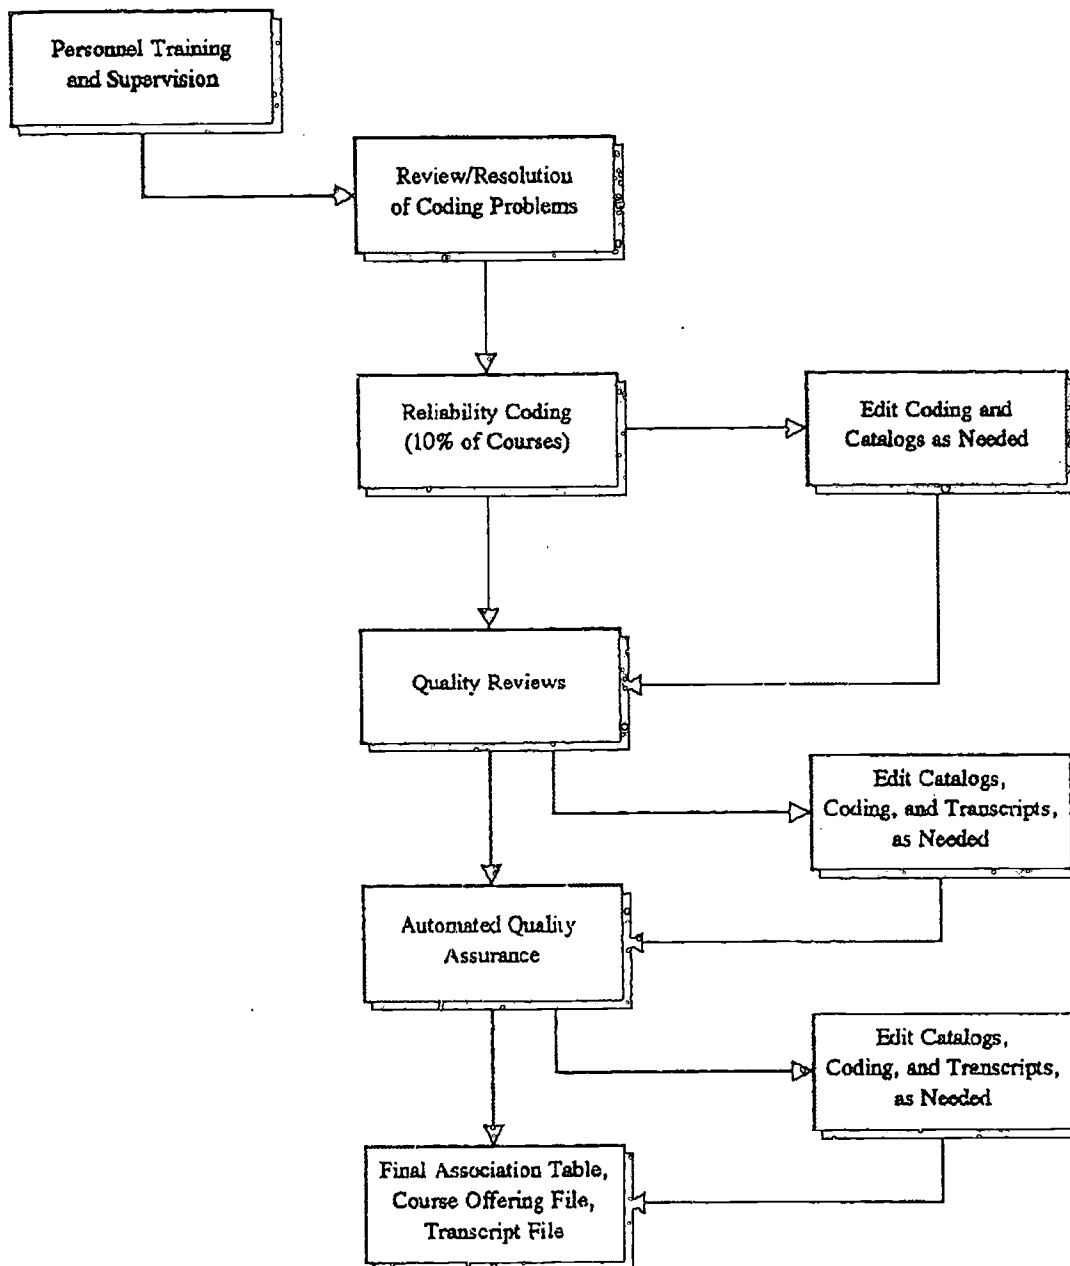 Personnel Training
and Supervision
Review/Resolution
of Coding Problems
Reliability Coding
(10% of Courses)
Edit Coding and
Catalogs as Needed
Quality Reviews
Edit Catalogs,
Coding, and Transcripts,
as Needed
Automated Quality
Assurance
Edit Catalogs,
Coding, and Transcripts,
as Needed
Final Association Table,
Course Offering File,
Transcript File